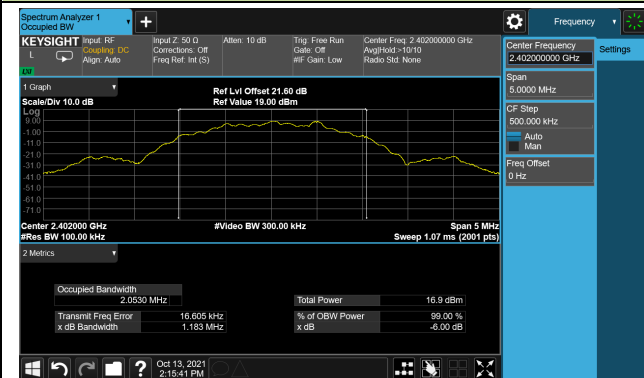 Spectrum Analyzer 1
Occupied BW
+
Frequency
KEYSIGHT
L
LXI
Input: RF
Coupling: DC
Align: Auto
Input Z: 50 Ω
Corrections: Off
Freq Ref: Int (S)
Atten: 10 dB
Trig: Free Run
Gate: Off
#IF Gain: Low
Center Freq: 2.402000000 GHz
Avg|Hold:>10/10
Radio Std: None
Center Frequency
2.402000000 GHz
Settings
Span
5.0000 MHz
CF Step
500.000 kHz
Auto
Man
Freq Offset
0 Hz
1 Graph
Scale/Div 10.0 dB
Ref Lvl Offset 21.60 dB
Ref Value 19.00 dBm
Log
9.00
-1.00
-11.0
-21.0
-31.0
-41.0
-51.0
-61.0
-71.0
Center 2.402000 GHz
#Res BW 100.00 kHz
#Video BW 300.00 kHz
Span 5 MHz
Sweep 1.07 ms (2001 pts)
2 Metrics
Occupied Bandwidth
2.0530 MHz
Total Power 16.9 dBm
Transmit Freq Error 16.605 kHz
% of OBW Power 99.00 %
x dB Bandwidth 1.183 MHz
x dB -6.00 dB
?
Oct 13, 2021
2:15:41 PM